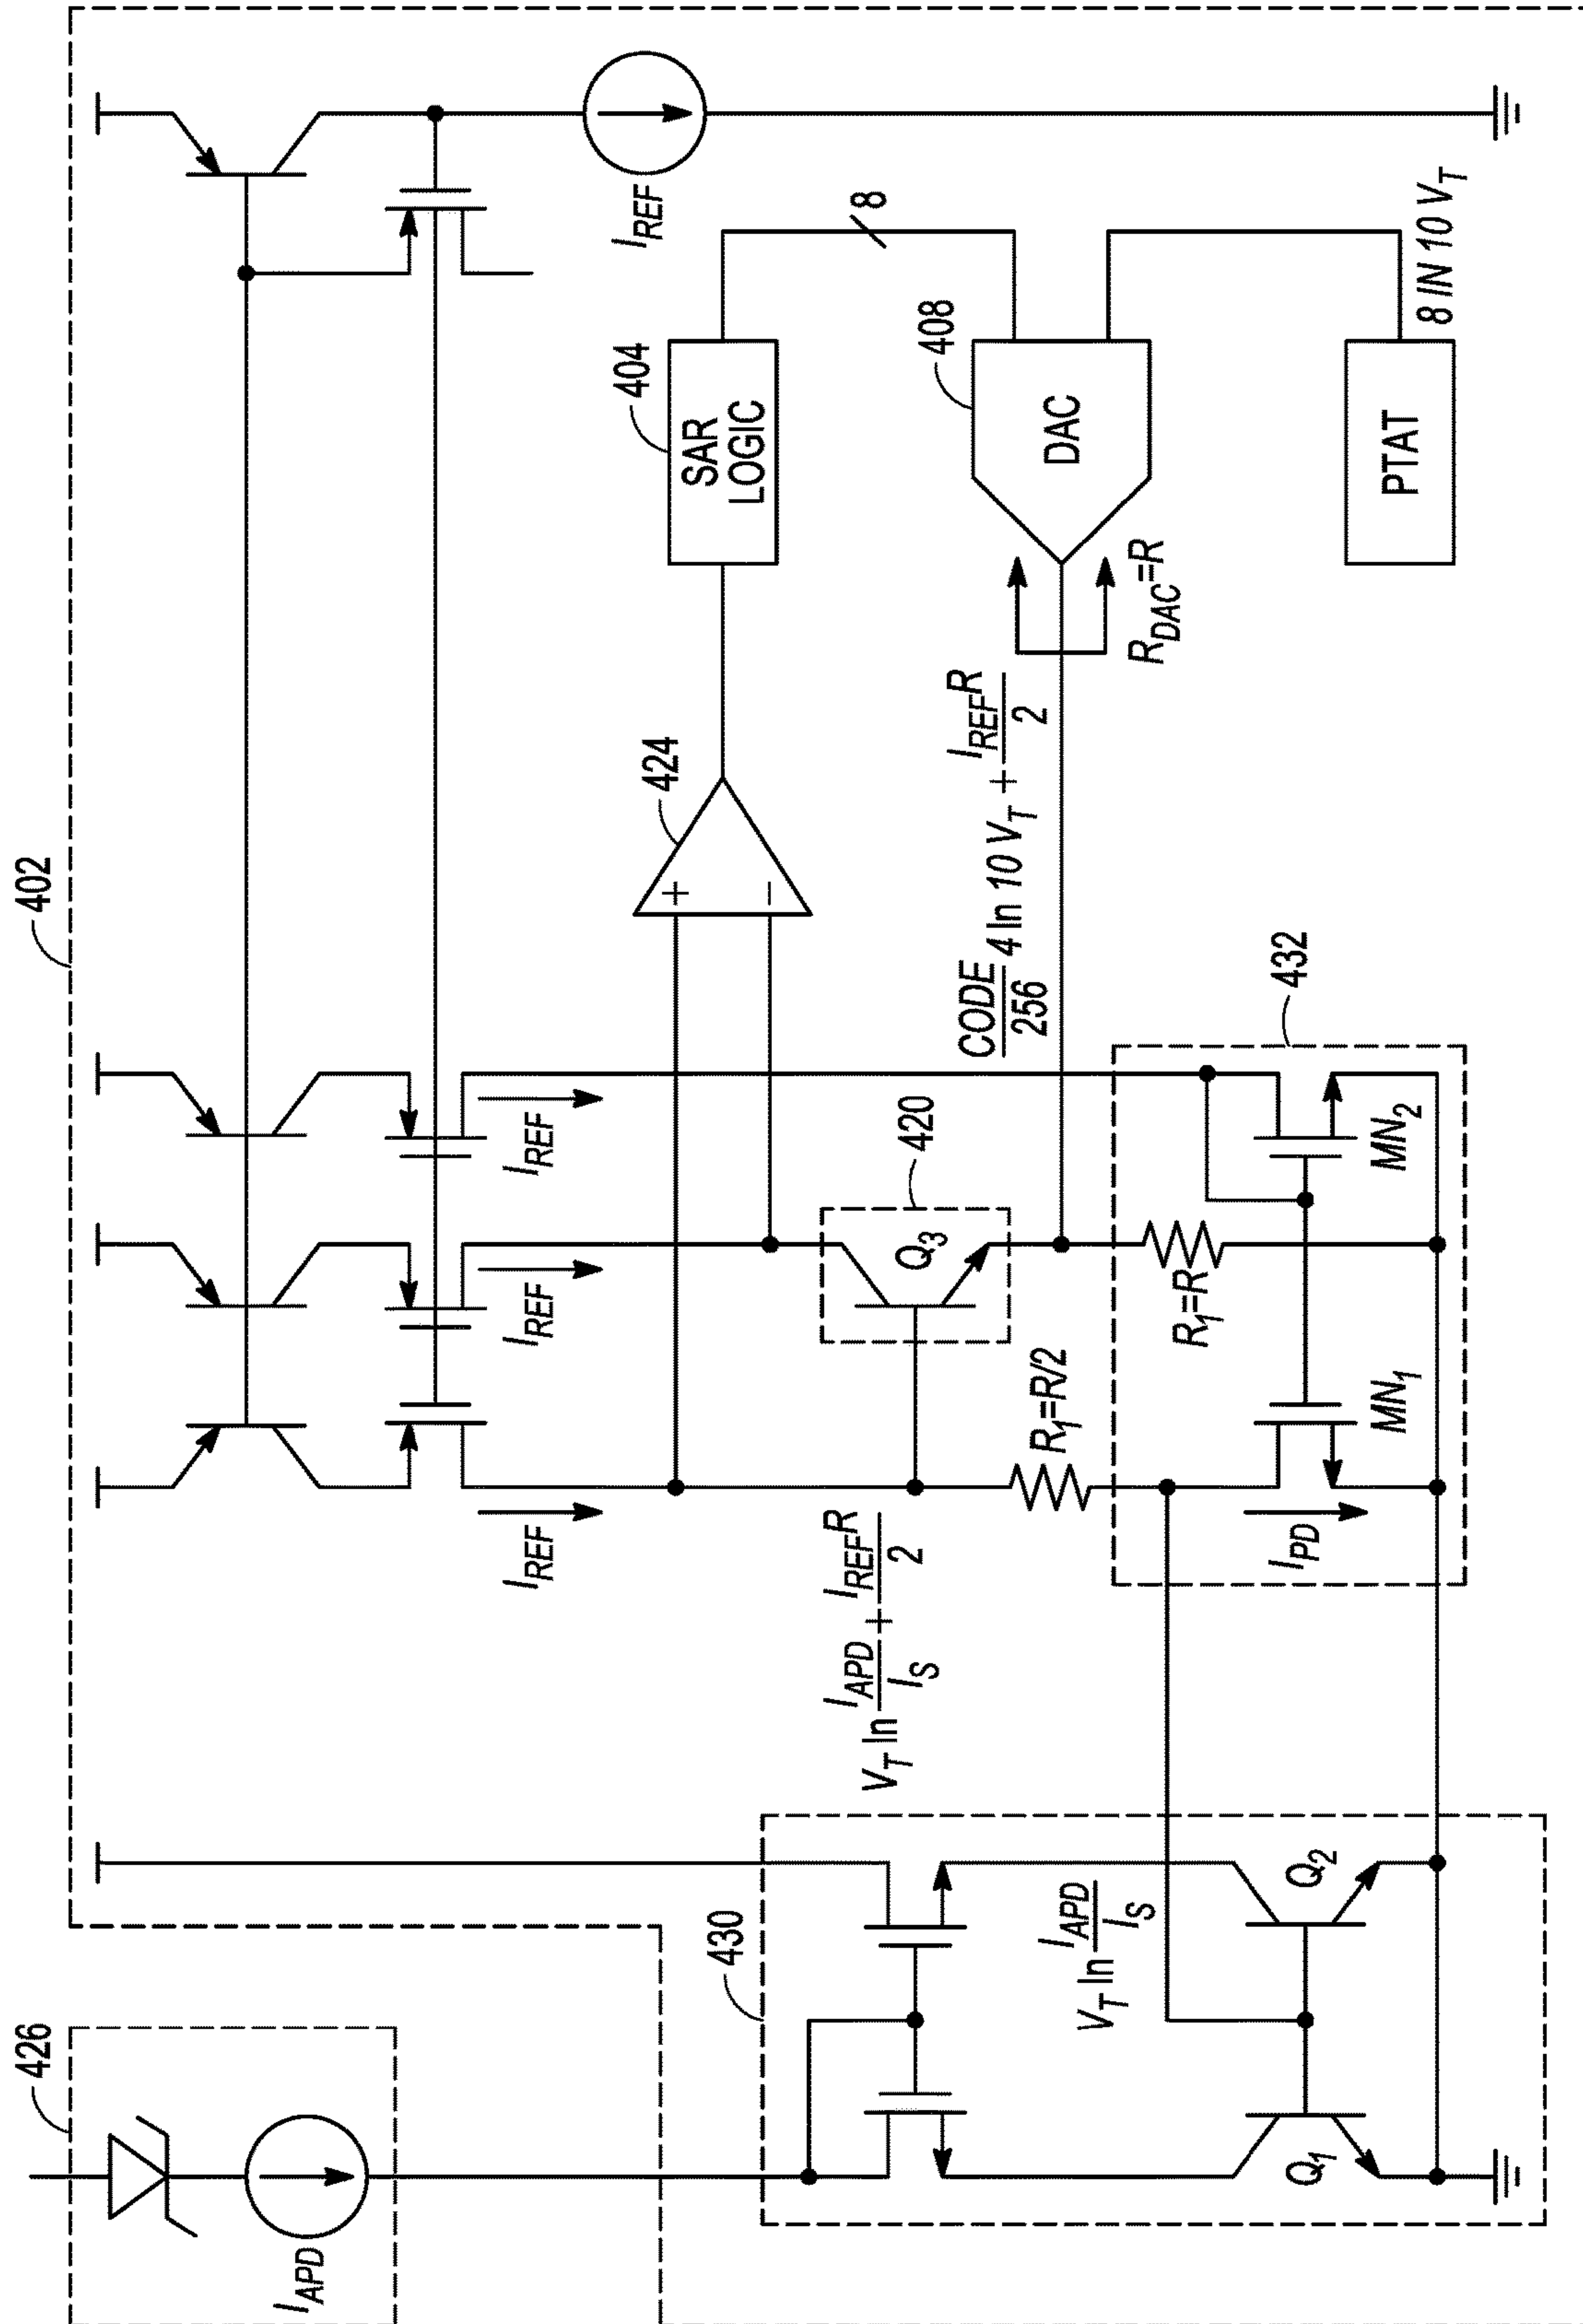 402
426
I_APD
430
V_T ln I_APD/I_S
Q_1
Q_2
I_REF
I_REF
I_REF
I_REF
V_T ln I_APD/I_S + I_REF R/2
R_1=R/2
I_PD
MN_1
420
Q_3
R_1=R
432
MN_2
424
+
−
CODE/256 4 ln 10 V_T + I_REF R/2
R_DAC=R
404
SAR
LOGIC
8
408
DAC
PTAT
8 IN 10 V_T